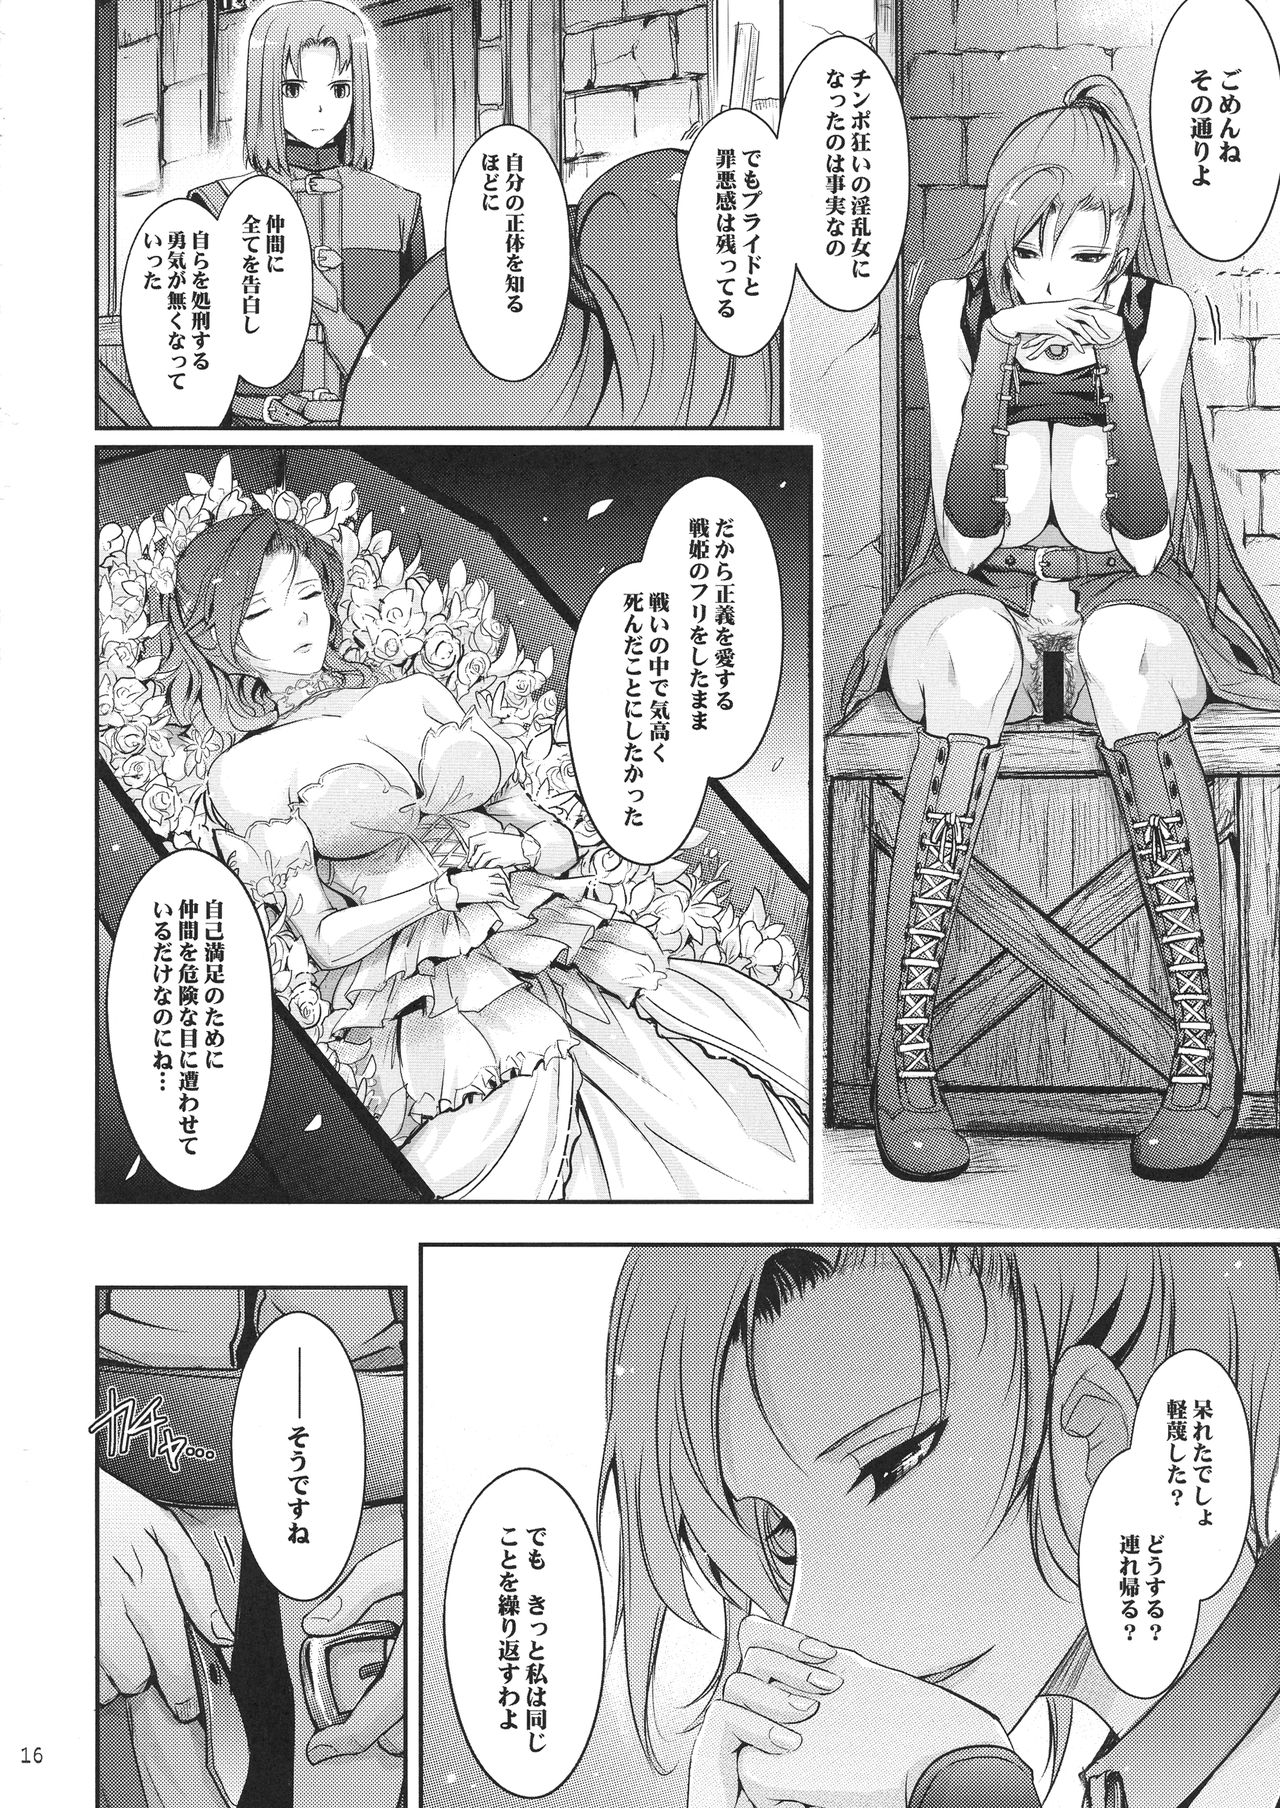 ごめんね
その通りよ
チンポ狂いの淫乱女に
なったのは事実なの
でもプライドと
罪悪感は残ってる
自分の正体を知る
ほどに
仲間に
全てを告白し
自らを処刑する
勇気が無くなって
いった
だから正義を愛する
戦姫のフリをしたまま
戦いの中で気高く
死んだことにしたかった
自己満足のために
仲間を危険な目に遭わせて
いるだけなのにね…
呆れたでしょ
軽蔑した？
どうする？
連れ帰る？
でも きっと私は同じ
ことを繰り返すわよ
──そうですね
カチャ…
16